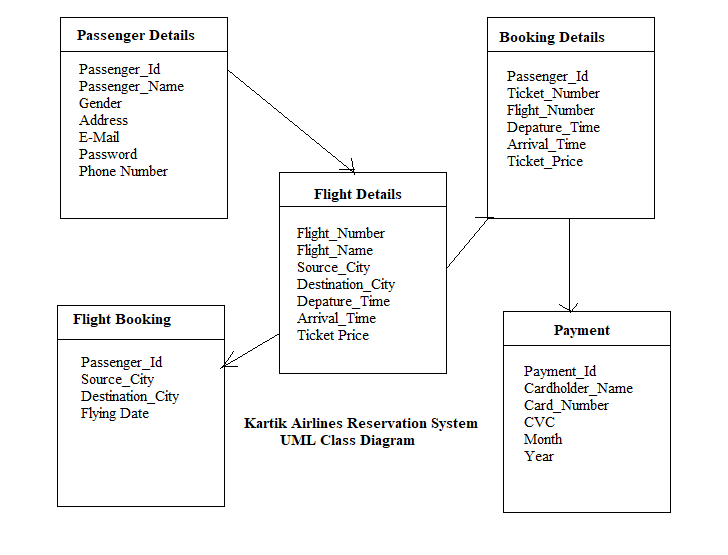 Passenger Details
Passenger_Id
Passenger_Name
Gender
Address
E-Mail
Password
Phone Number
Booking Details
Passenger_Id
Ticket_Number
Flight_Number
Depature_Time
Arrival_Time
Ticket_Price
Flight Details
Flight_Number
Flight_Name
Source_City
Destination_City
Depature_Time
Arrival_Time
Ticket Price
Flight Booking
Passenger_Id
Source_City
Destination_City
Flying Date
Payment
Payment_Id
Cardholder_Name
Card_Number
CVC
Month
Year
Kartik Airlines Reservation System
UML Class Diagram